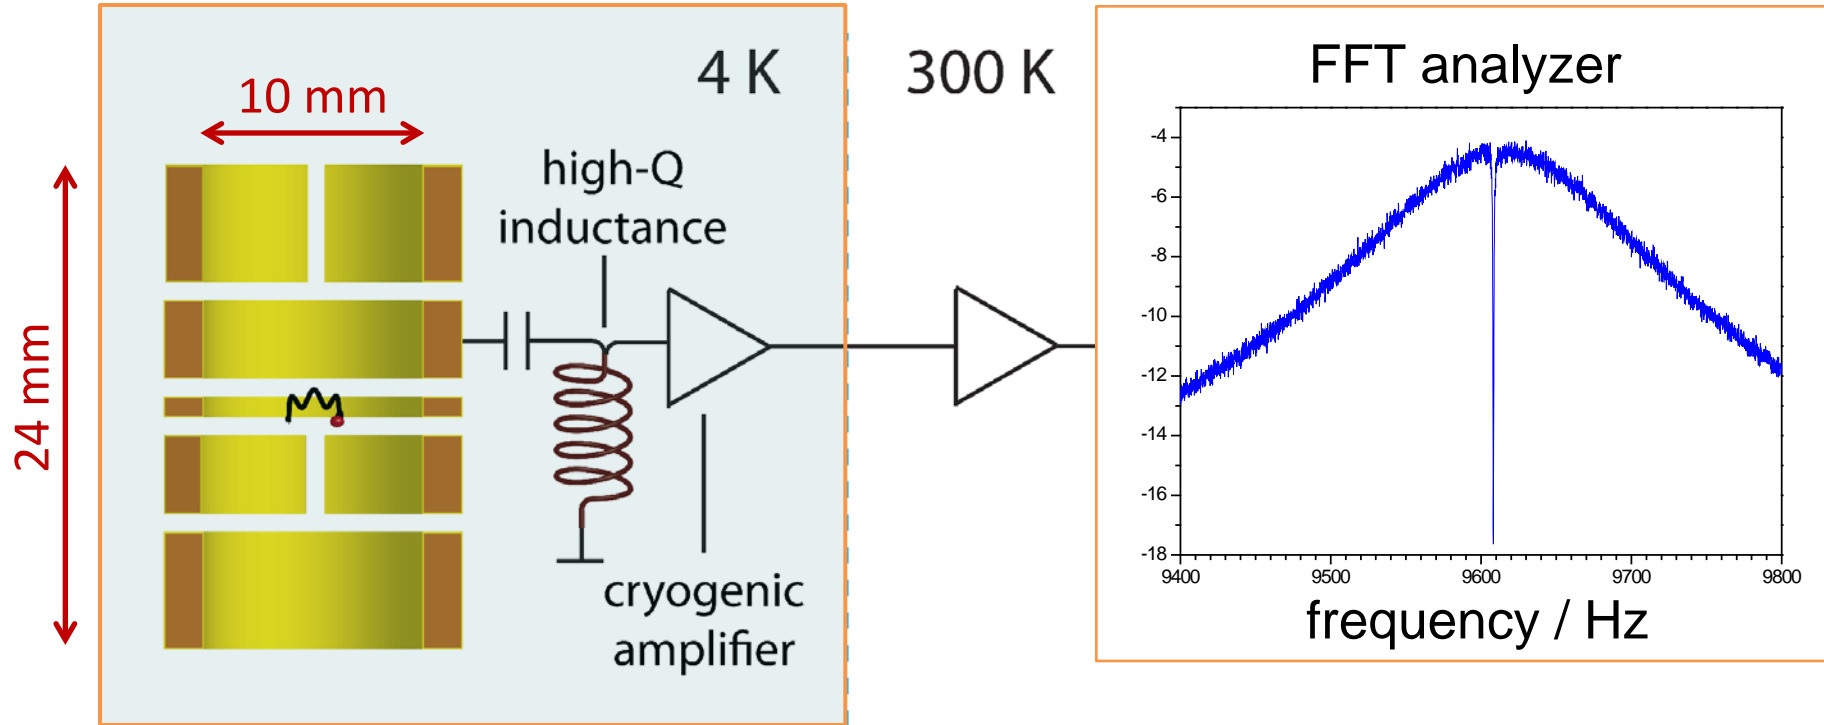 10 mm
24 mm
4 K
high-Q
inductance
cryogenic
amplifier
300 K
FFT analyzer
-4
-6
-8
-10
-12
-14
-16
-18
9400 9500 9600 9700 9800
frequency / Hz